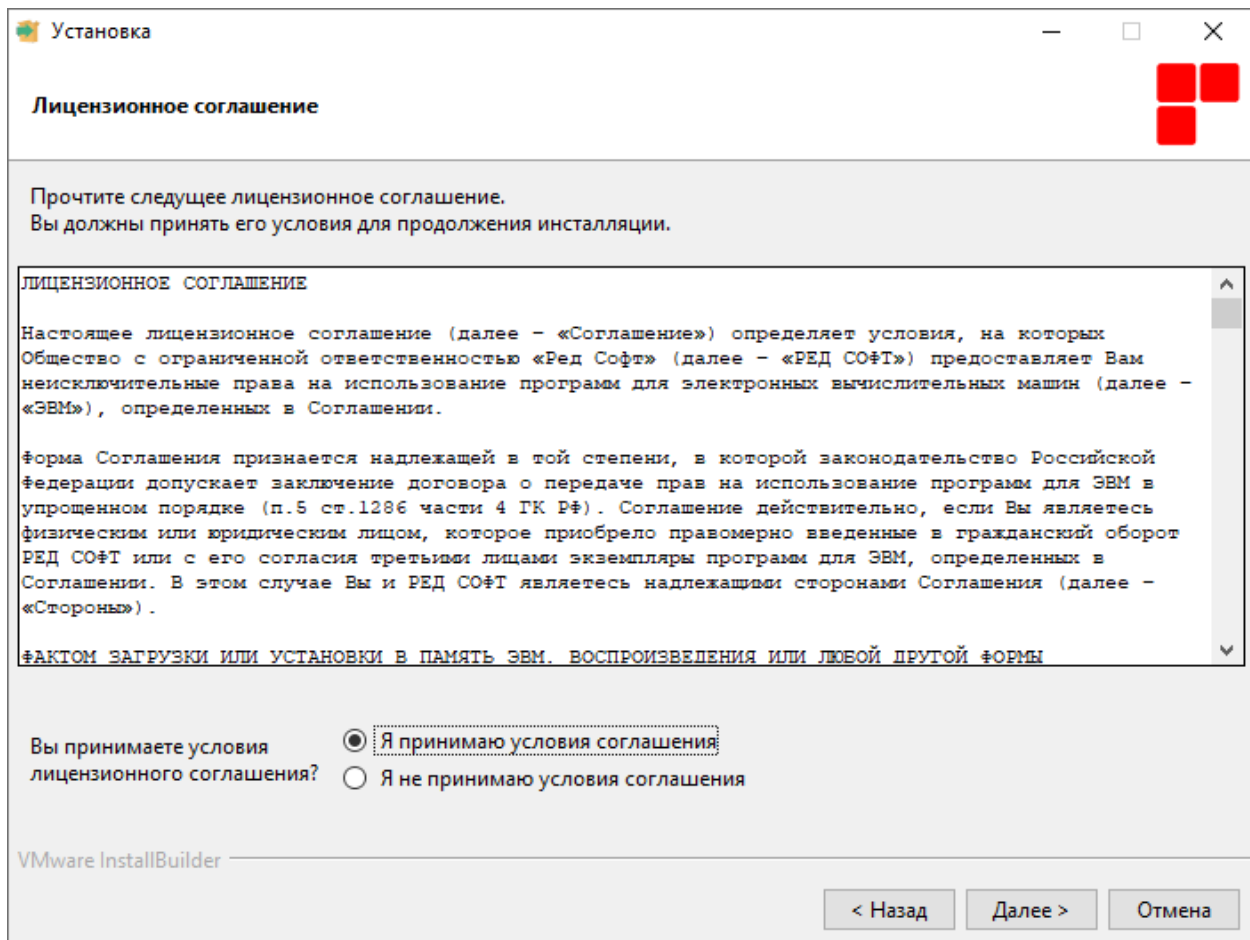 Установка
Лицензионное соглашение
Прочтите следущее лицензионное соглашение.
Вы должны принять его условия для продолжения инсталляции.
ЛИЦЕНЗИОННОЕ СОГЛАШЕНИЕ
Настоящее лицензионное соглашение (далее – «Соглашение») определяет условия, на которых
Общество с ограниченной ответственностью «Ред Софт» (далее – «РЕД СОФТ») предоставляет Вам
неисключительные права на использование программ для электронных вычислительных машин (далее –
«ЭВМ»), определенных в Соглашении.
Форма Соглашения признается надлежащей в той степени, в которой законодательство Российской
Федерации допускает заключение договора о передаче прав на использование программ для ЭВМ в
упрощенном порядке (п.5 ст.1286 части 4 ГК РФ). Соглашение действительно, если Вы являетесь
физическим или юридическим лицом, которое приобрело правомерно введенные в гражданский оборот
РЕД СОФТ или с его согласия третьими лицами экземпляры программ для ЭВМ, определенных в
Соглашении. В этом случае Вы и РЕД СОФТ являетесь надлежащими сторонами Соглашения (далее –
«Стороны»).
ФАКТОМ ЗАГРУЗКИ ИЛИ УСТАНОВКИ В ПАМЯТЬ ЭВМ, ВОСПРОИЗВЕДЕНИЯ ИЛИ ЛЮБОЙ ДРУГОЙ ФОРМЫ
Вы принимаете условия
лицензионного соглашения?
Я принимаю условия соглашения
Я не принимаю условия соглашения
VMware InstallBuilder
< Назад
Далее >
Отмена